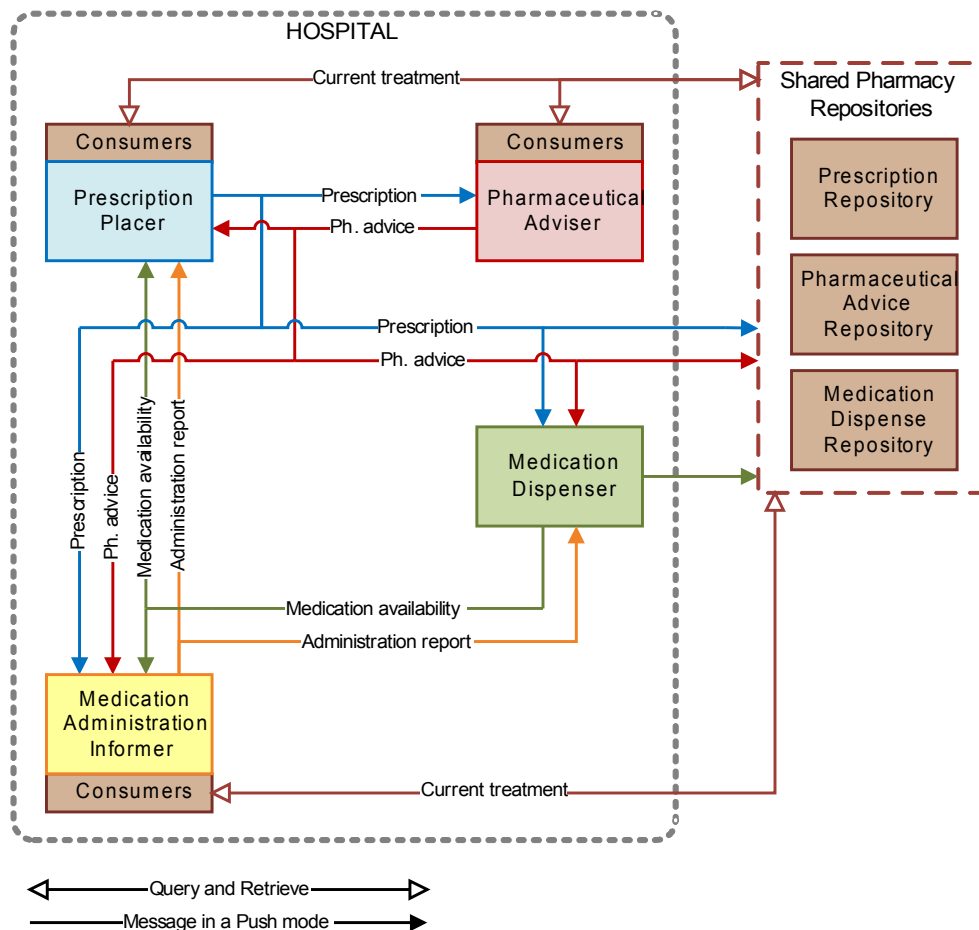 HOSPITAL
Current treatment
Shared Pharmacy
Repositories
Consumers
Consumers
Prescription
Placer
Prescription
Pharmaceutical
Adviser
Ph. advice
Prescription
Repository
Pharmaceutical
Advice
Repository
Prescription
Ph. advice
Medication
Dispense
Repository
Prescription
Ph. advice
Medication availability
Administration report
Medication
Dispenser
Medication availability
Administration report
Medication
Administration
Informer
Consumers
Current treatment
Query and Retrieve
Message in a Push mode